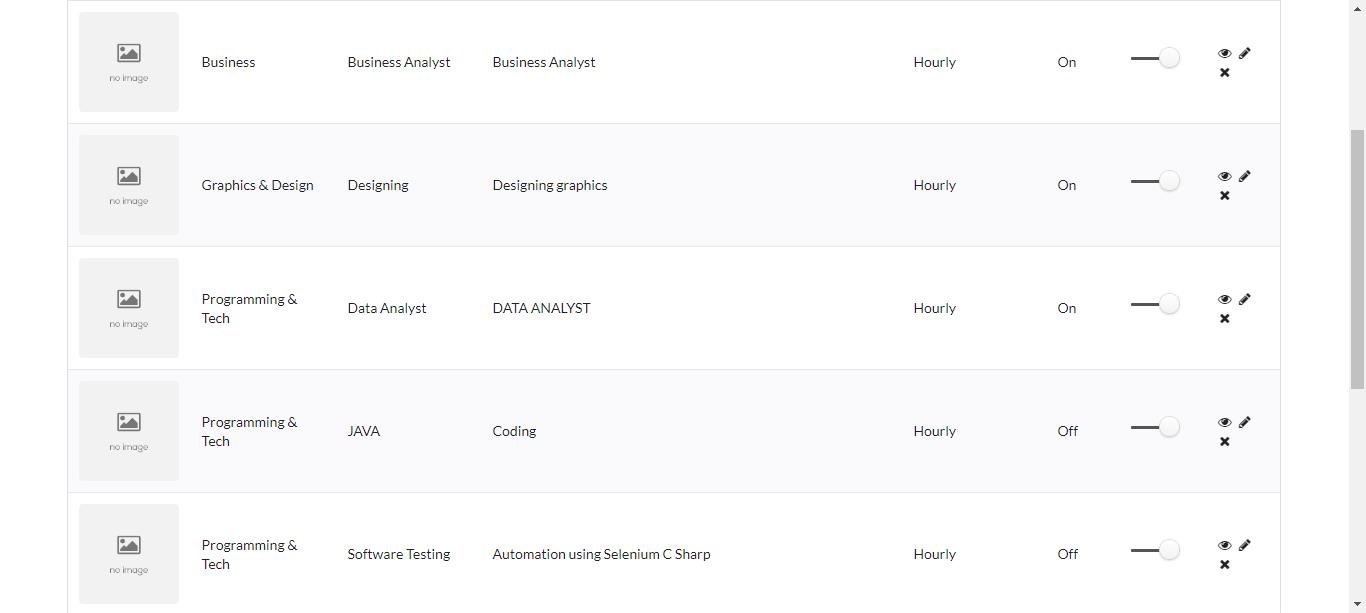 no image
Business
Business Analyst
Business Analyst
Hourly
On
no image
Graphics & Design
Designing
Designing graphics
Hourly
On
no image
Programming &
Tech
Data Analyst
DATA ANALYST
Hourly
On
no image
Programming &
Tech
JAVA
Coding
Hourly
Off
no image
Programming &
Tech
Software Testing
Automation using Selenium C Sharp
Hourly
Off